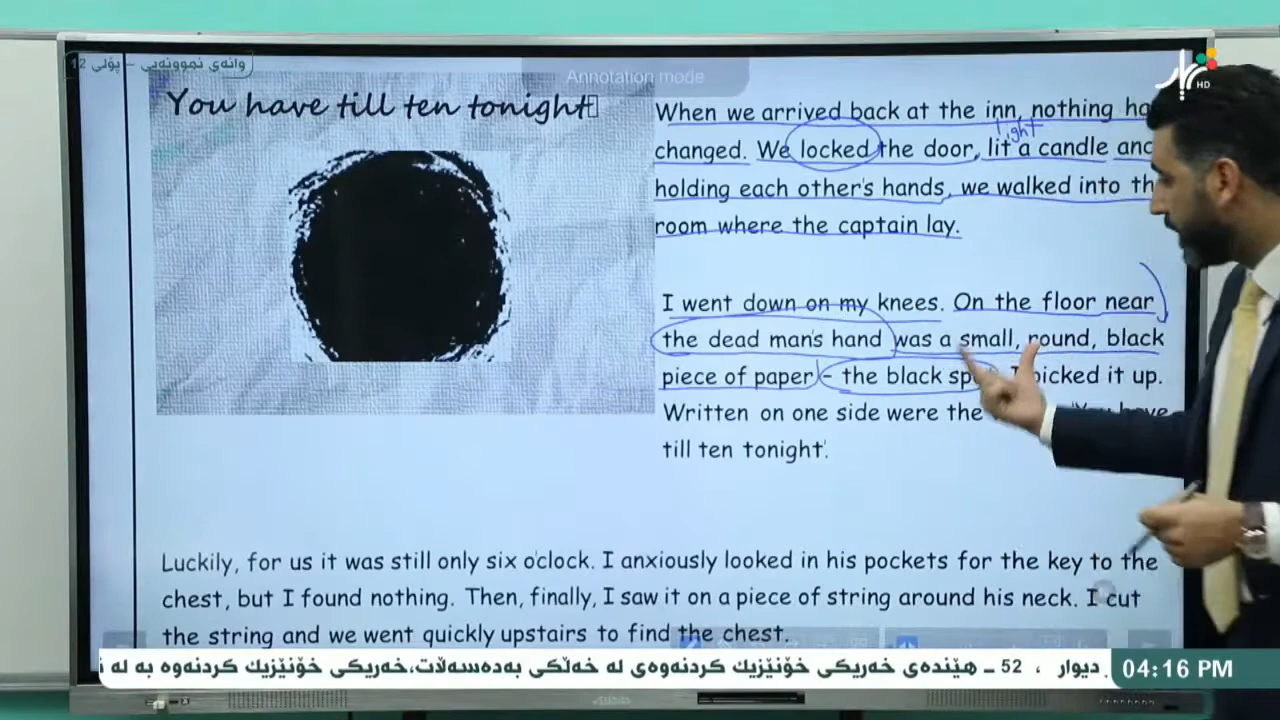 وانەی نموونەیی – پۆلی 12
Annotation mode
You have till ten tonight
When we arrived back at the inn, nothing ha
changed. We locked the door, lit a candle and
light
holding each other's hands, we walked into th
room where the captain lay.
I went down on my knees. On the floor near
the dead man's hand was a small, round, black
piece of paper - the black sp I picked it up.
Written on one side were the 'You have
till ten tonight'.
Luckily, for us it was still only six o'clock. I anxiously looked in his pockets for the key to the
chest, but I found nothing. Then, finally, I saw it on a piece of string around his neck. I cut
the string and we went quickly upstairs to find the chest.
HD
دیوار ، 52 ـ هێندەی خەریکی خۆنێزیك کردنەوەی لە خەڵکی بەدەسەڵات،خەریکی خۆنێزیك کردنەوە بە لە
04:16 PM